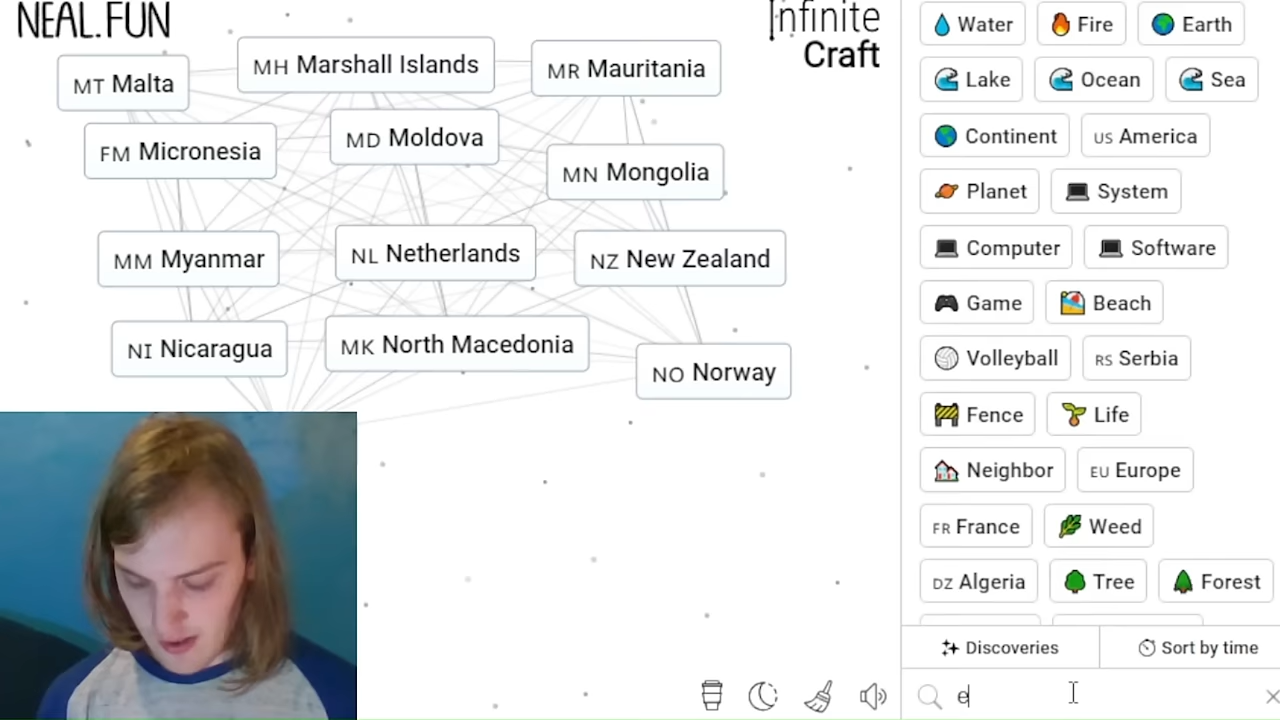 NEAL.FUN
Infinite
Craft
MT Malta
MH Marshall Islands
MR Mauritania
FM Micronesia
MD Moldova
MN Mongolia
MM Myanmar
NL Netherlands
NZ New Zealand
NI Nicaragua
MK North Macedonia
NO Norway
Water
Fire
Earth
Lake
Ocean
Sea
Continent
US America
Planet
System
Computer
Software
Game
Beach
Volleyball
RS Serbia
Fence
Life
Neighbor
EU Europe
FR France
Weed
DZ Algeria
Tree
Forest
Discoveries
Sort by time
e